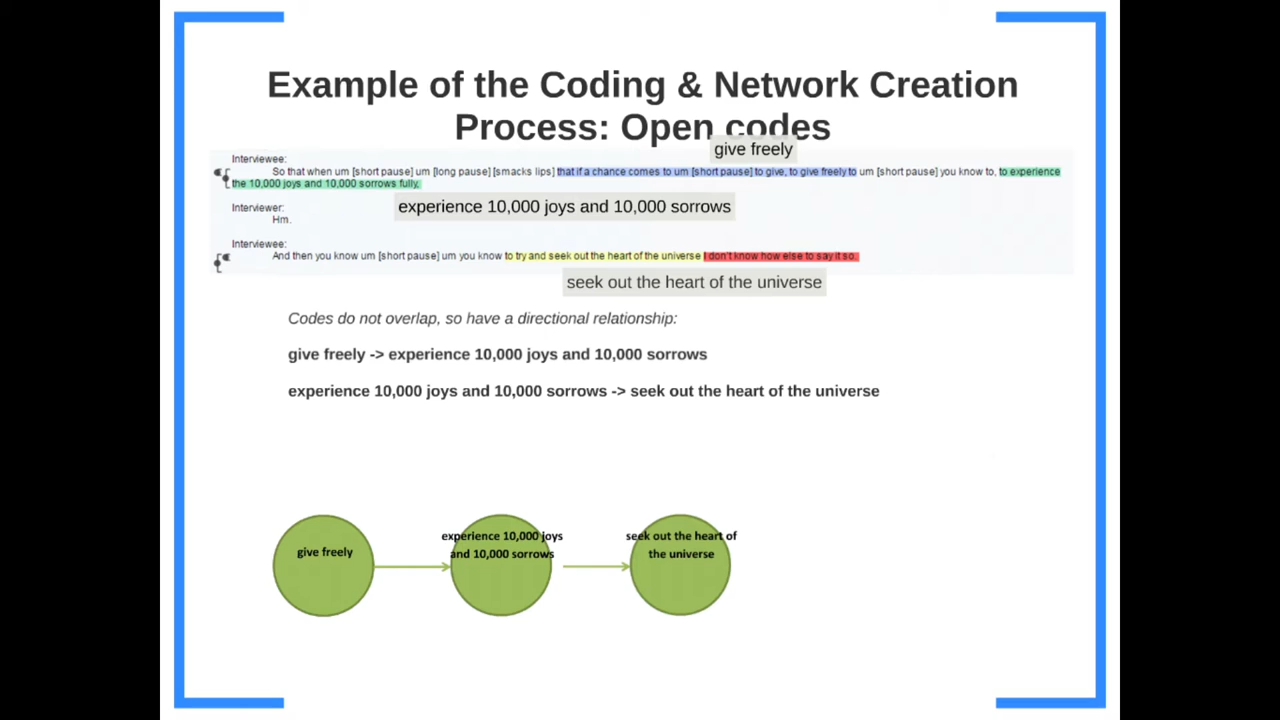 Example of the Coding & Network Creation
Process: Open codes
give freely
Interviewee:
So that when um [short pause] um [long pause] [smacks lips] that if a chance comes to um [short pause] to give, to give freely to um [short pause] you know to, to experience
the 10,000 joys and 10,000 sorrows fully.
experience 10,000 joys and 10,000 sorrows
Interviewer:
Hm.
Interviewee:
And then you know um [short pause] um you know to try and seek out the heart of the universe I don't know how else to say it so.
seek out the heart of the universe
Codes do not overlap, so have a directional relationship:
give freely -> experience 10,000 joys and 10,000 sorrows
experience 10,000 joys and 10,000 sorrows -> seek out the heart of the universe
give freely
experience 10,000 joys
and 10,000 sorrows
seek out the heart of
the universe